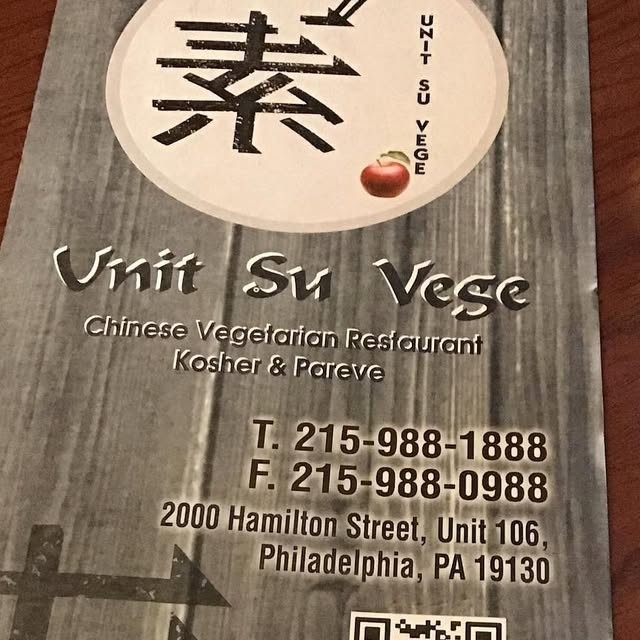 素
UNIT SU VEGE
Unit Su Vege
Chinese Vegetarian Restaurant
Kosher & Pareve
T. 215-988-1888
F. 215-988-0988
2000 Hamilton Street, Unit 106,
Philadelphia, PA 19130